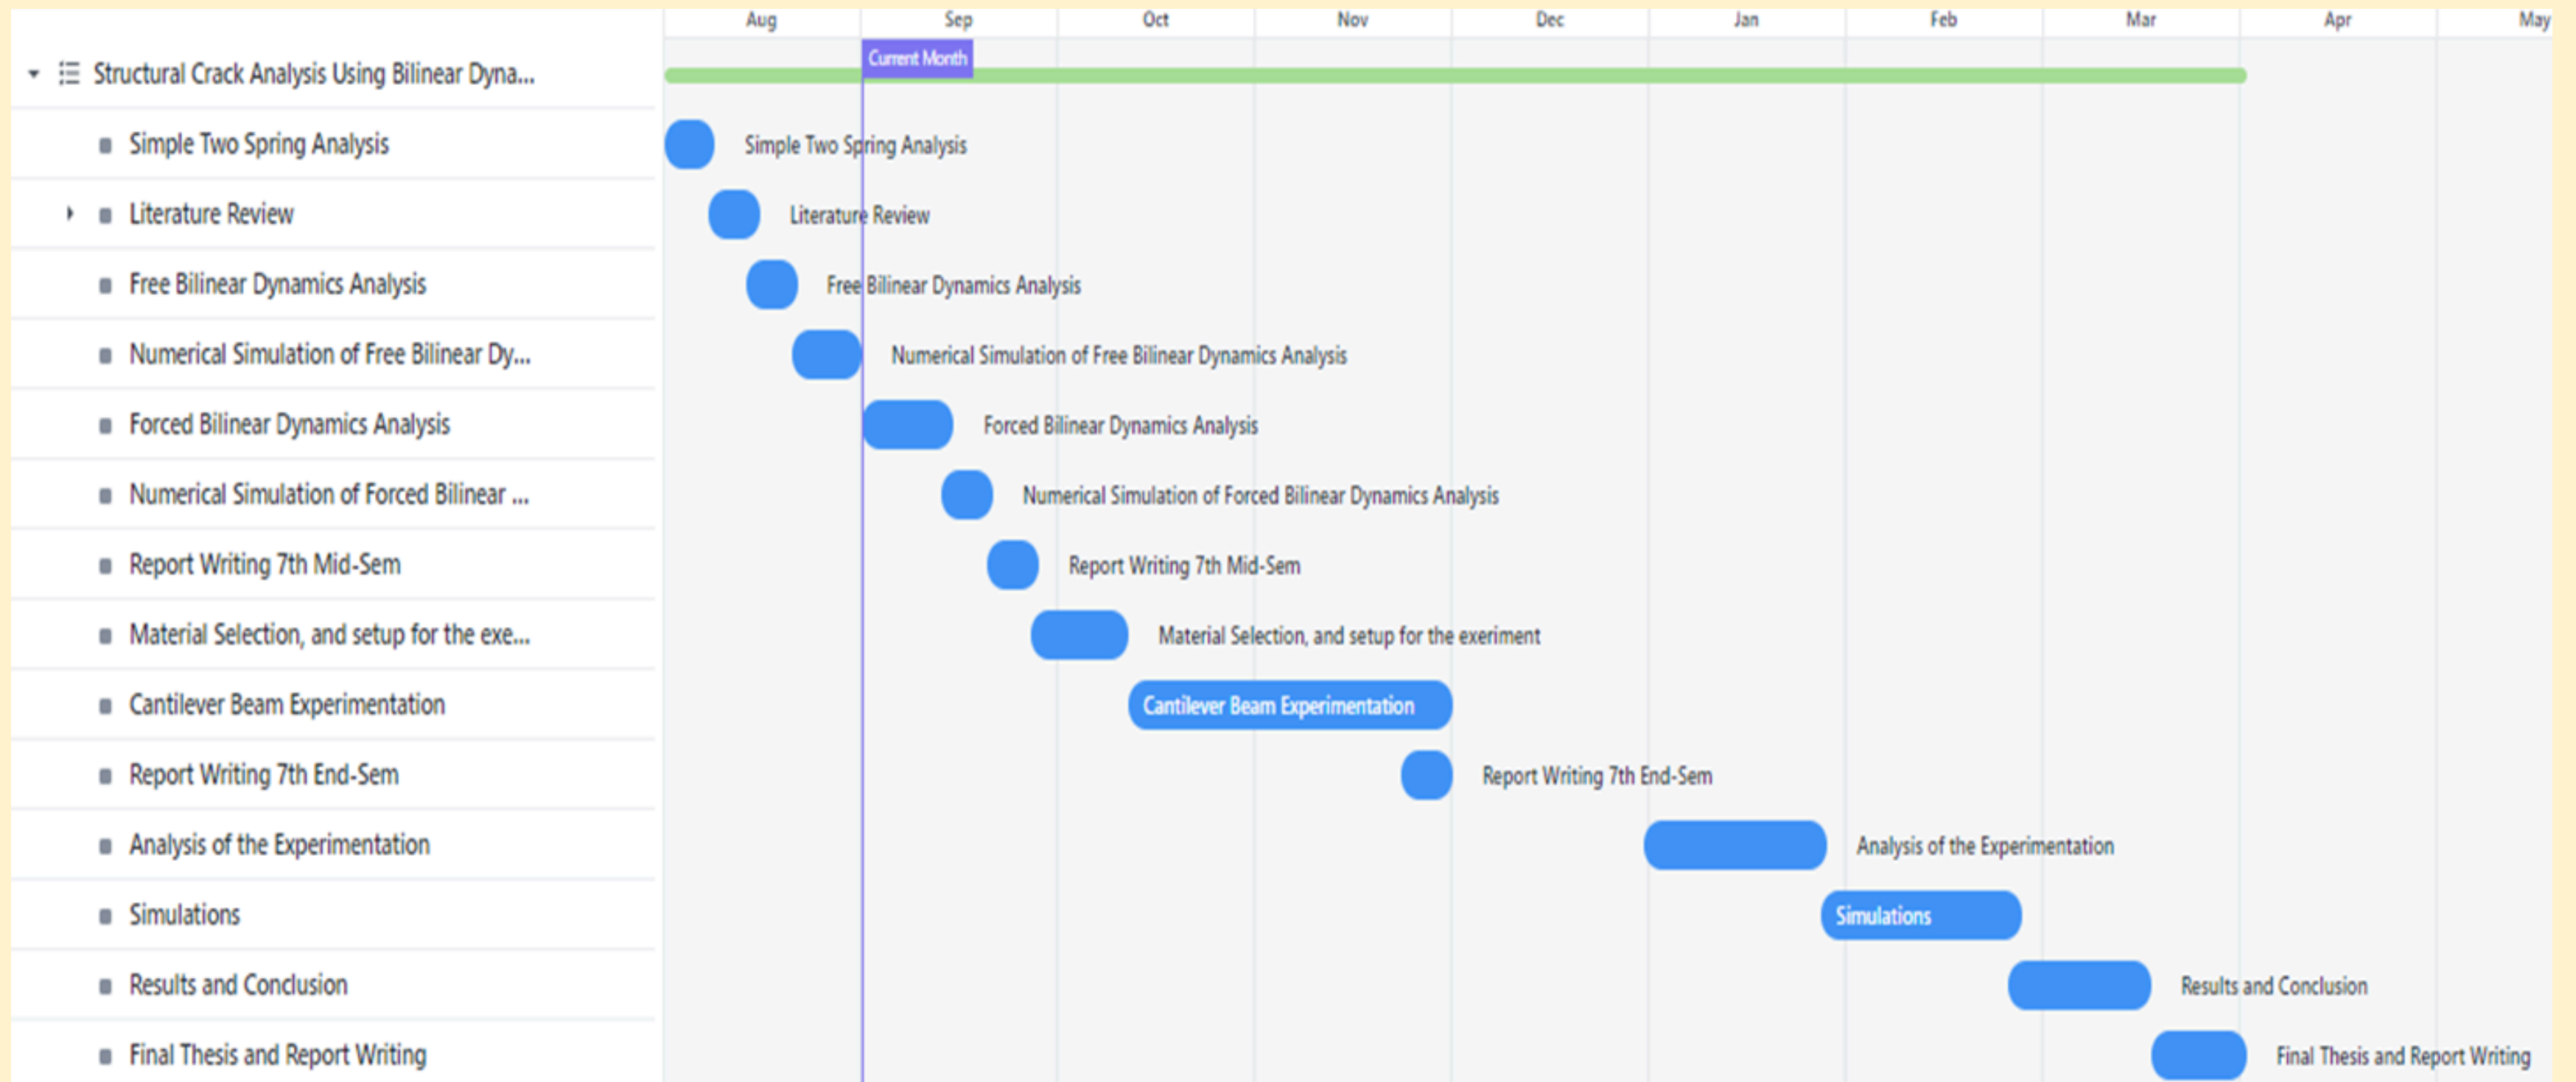 Aug Sep Oct Nov Dec Jan Feb Mar Apr May
Current Month
Structural Crack Analysis Using Bilinear Dyna...
Simple Two Spring Analysis Simple Two Spring Analysis
Literature Review Literature Review
Free Bilinear Dynamics Analysis Free Bilinear Dynamics Analysis
Numerical Simulation of Free Bilinear Dy... Numerical Simulation of Free Bilinear Dynamics Analysis
Forced Bilinear Dynamics Analysis Forced Bilinear Dynamics Analysis
Numerical Simulation of Forced Bilinear ... Numerical Simulation of Forced Bilinear Dynamics Analysis
Report Writing 7th Mid-Sem Report Writing 7th Mid-Sem
Material Selection, and setup for the exe... Material Selection, and setup for the exeriment
Cantilever Beam Experimentation Cantilever Beam Experimentation
Report Writing 7th End-Sem Report Writing 7th End-Sem
Analysis of the Experimentation Analysis of the Experimentation
Simulations Simulations
Results and Conclusion Results and Conclusion
Final Thesis and Report Writing Final Thesis and Report Writing